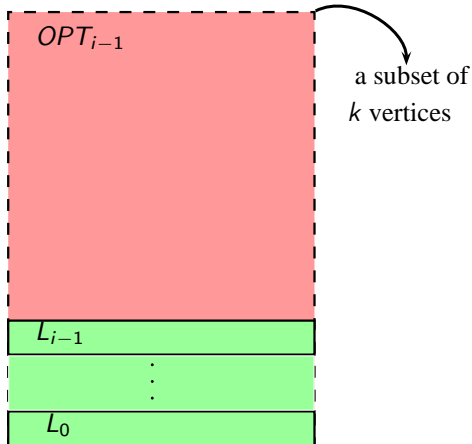 OPT_{i−1}
a subset of
k vertices
L_{i−1}
⋮
L_0